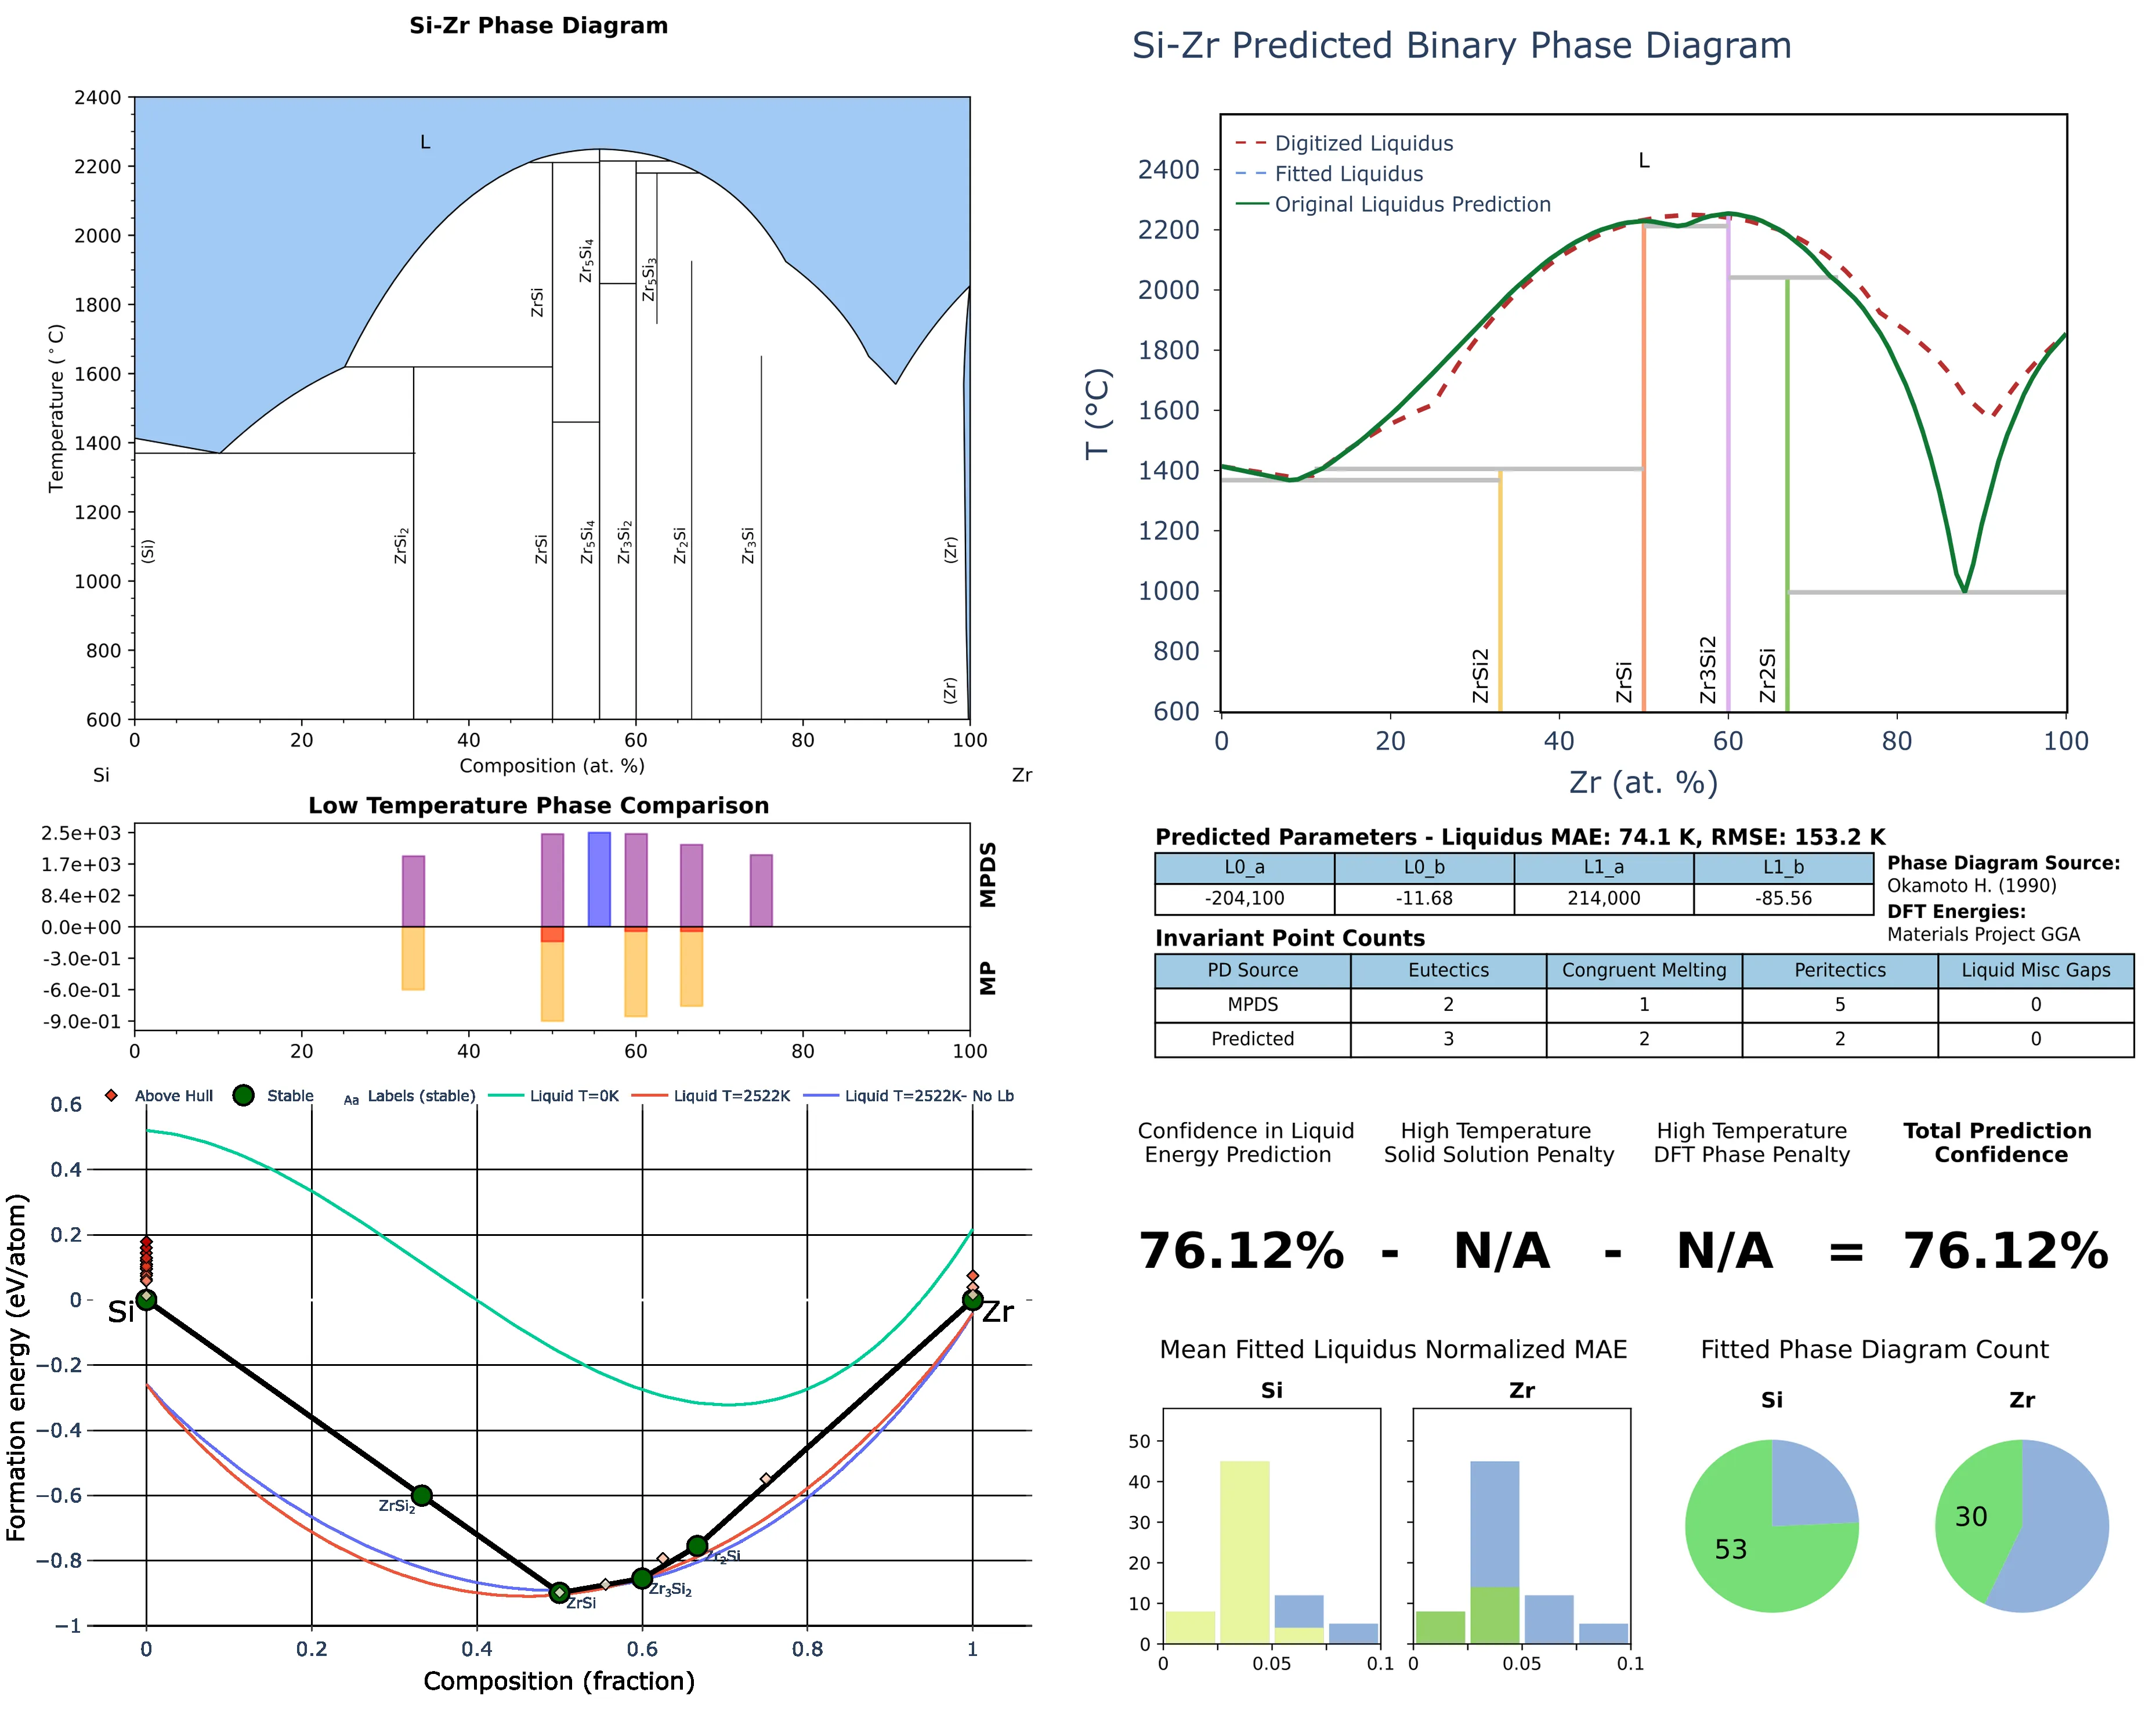 Si-Zr Phase Diagram
2400
2200
2000
1800
1600
1400
1200
1000
800
600
Temperature (°C)
L
ZrSi
Zr5Si4
Zr5Si3
(Si)
ZrSi2
ZrSi
Zr5Si4
Zr3Si2
Zr2Si
Zr3Si
(Zr)
(Zr)
0 20 40 60 80 100
Composition (at. %)
Si Zr
Low Temperature Phase Comparison
2.5e+03
1.7e+03
8.4e+02
0.0e+00
-3.0e-01
-6.0e-01
-9.0e-01
MPDS
MP
0 20 40 60 80 100
Above Hull Stable Aa Labels (stable) Liquid T=0K Liquid T=2522K Liquid T=2522K- No Lb
0.6
0.4
0.2
0
−0.2
−0.4
−0.6
−0.8
−1
Formation energy (eV/atom)
Si
Zr
ZrSi2
ZrSi
Zr3Si2
Zr2Si
0 0.2 0.4 0.6 0.8 1
Composition (fraction)
Si-Zr Predicted Binary Phase Diagram
Digitized Liquidus
Fitted Liquidus
Original Liquidus Prediction
L
2400
2200
2000
1800
1600
1400
1200
1000
800
600
T (°C)
ZrSi2
ZrSi
Zr3Si2
Zr2Si
0 20 40 60 80 100
Zr (at. %)
Predicted Parameters - Liquidus MAE: 74.1 K, RMSE: 153.2 K
L0_a L0_b L1_a L1_b
-204,100 -11.68 214,000 -85.56
Phase Diagram Source:
Okamoto H. (1990)
DFT Energies:
Materials Project GGA
Invariant Point Counts
PD Source Eutectics Congruent Melting Peritectics Liquid Misc Gaps
MPDS 2 1 5 0
Predicted 3 2 2 0
Confidence in Liquid
Energy Prediction
High Temperature
Solid Solution Penalty
High Temperature
DFT Phase Penalty
Total Prediction
Confidence
76.12% - N/A - N/A = 76.12%
Mean Fitted Liquidus Normalized MAE
Si Zr
50
40
30
20
10
0
0 0.05 0.1
0 0.05 0.1
Fitted Phase Diagram Count
Si Zr
53
30